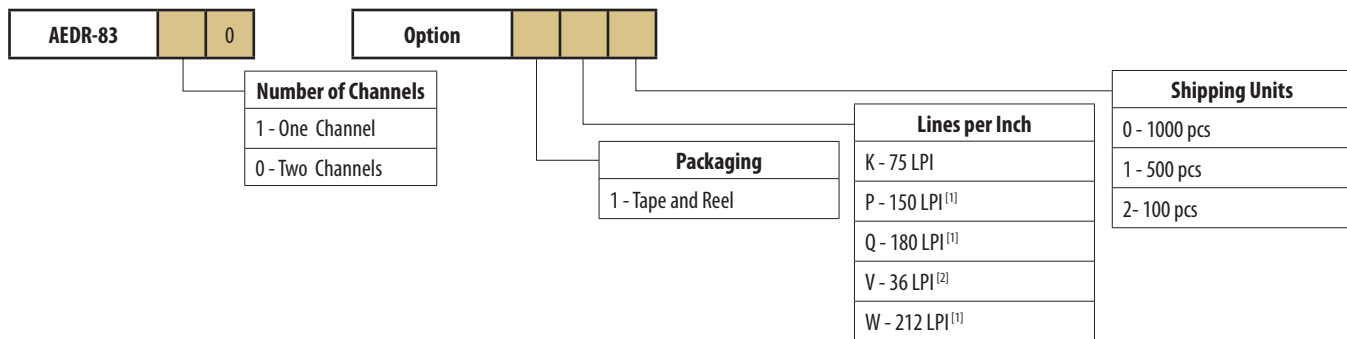 AEDR-83 0 Option
Number of Channels
1 - One Channel
0 - Two Channels
Packaging
1 - Tape and Reel
Lines per Inch
K - 75 LPI
P - 150 LPI [1]
Q - 180 LPI [1]
V - 36 LPI [2]
W - 212 LPI [1]
Shipping Units
0 - 1000 pcs
1 - 500 pcs
2- 100 pcs